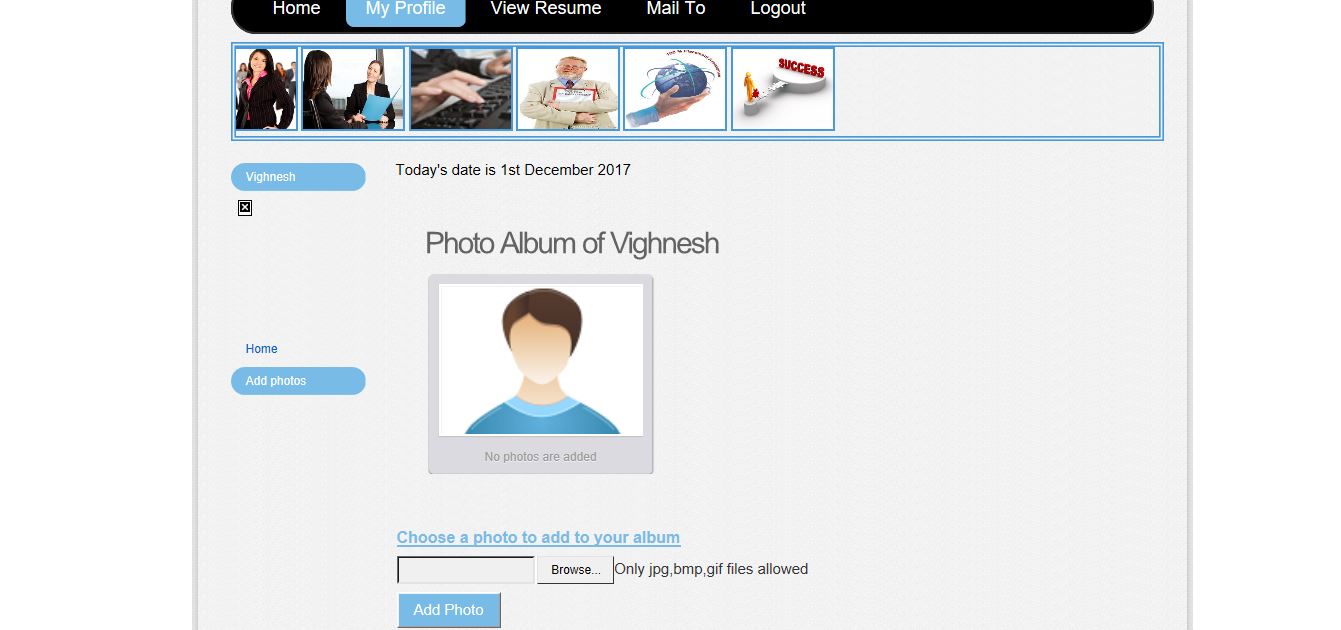 Home My Profile View Resume Mail To Logout
SUCCESS
Vighnesh
Today's date is 1st December 2017
Photo Album of Vighnesh
Home
Add photos
No photos are added
Choose a photo to add to your album
Browse... Only jpg,bmp,gif files allowed
Add Photo